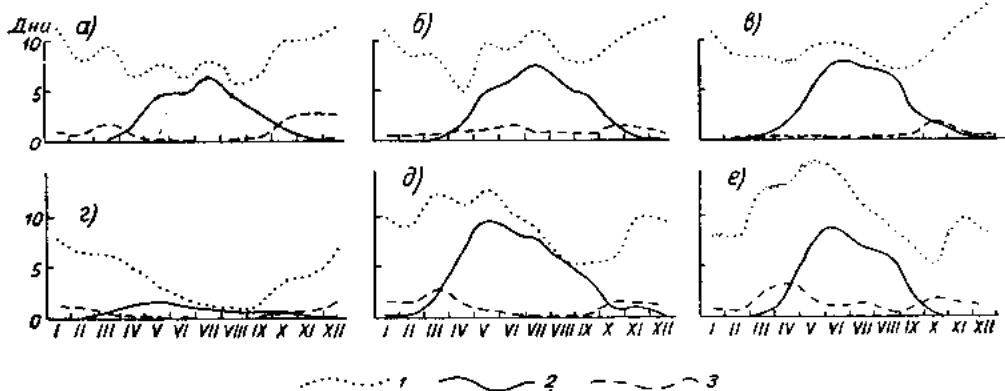 Дни
а)
б)
в)
10
5
0
г)
д)
е)
10
5
0
I II III IV V VI VII VIII IX X XI XII
I II III IV V VI VII VIII IX X XI XII
I II III IV V VI VII VIII IX X XI XII
1
2
3